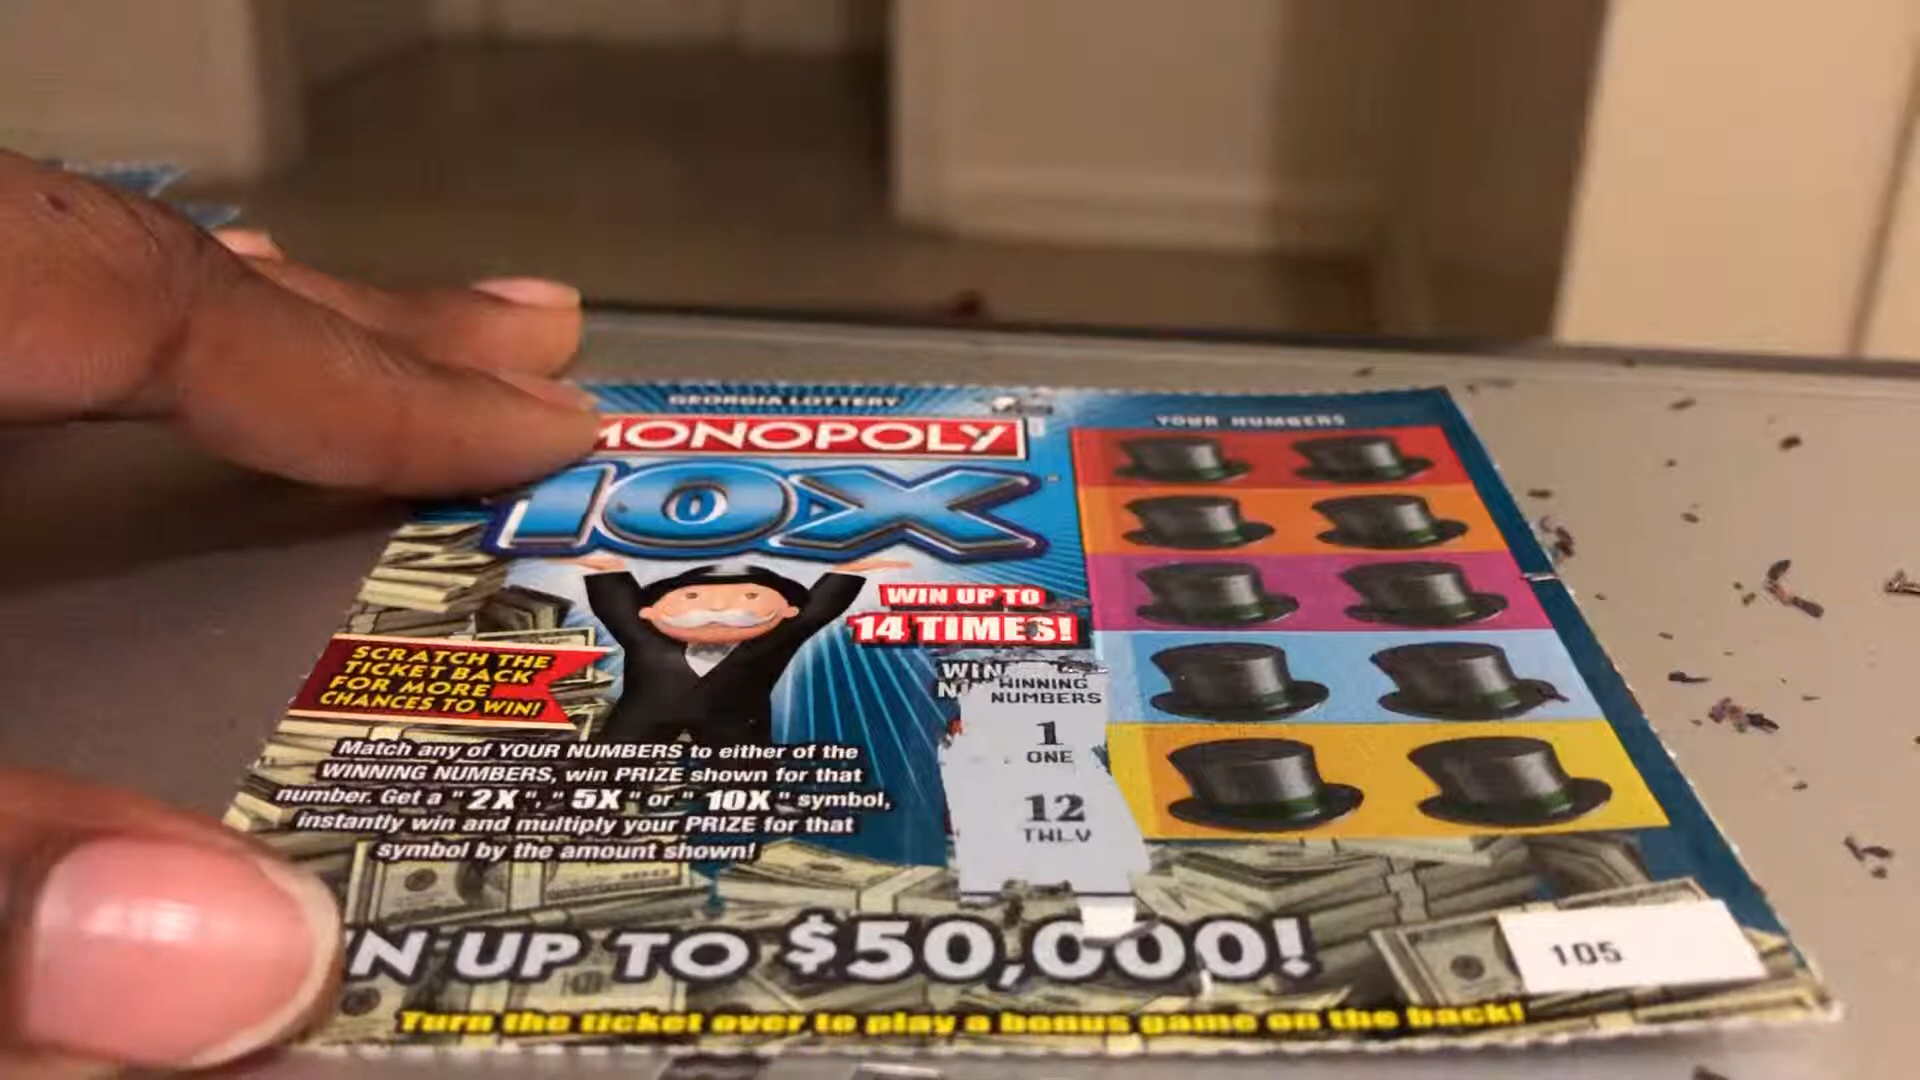 GEORGIA LOTTERY
MONOPOLY
10X
YOUR NUMBERS
WIN UP TO
14 TIMES!
SCRATCH THE
TICKET BACK
FOR MORE
CHANCES TO WIN!
WINNING
NUMBERS
1
ONE
12
TWLV
Match any of YOUR NUMBERS to either of the
WINNING NUMBERS, win PRIZE shown for that
number. Get a "2X", "5X" or "10X" symbol,
instantly win and multiply your PRIZE for that
symbol by the amount shown!
N UP TO $50,000!
105
Turn the ticket over to play a bonus game on the back!